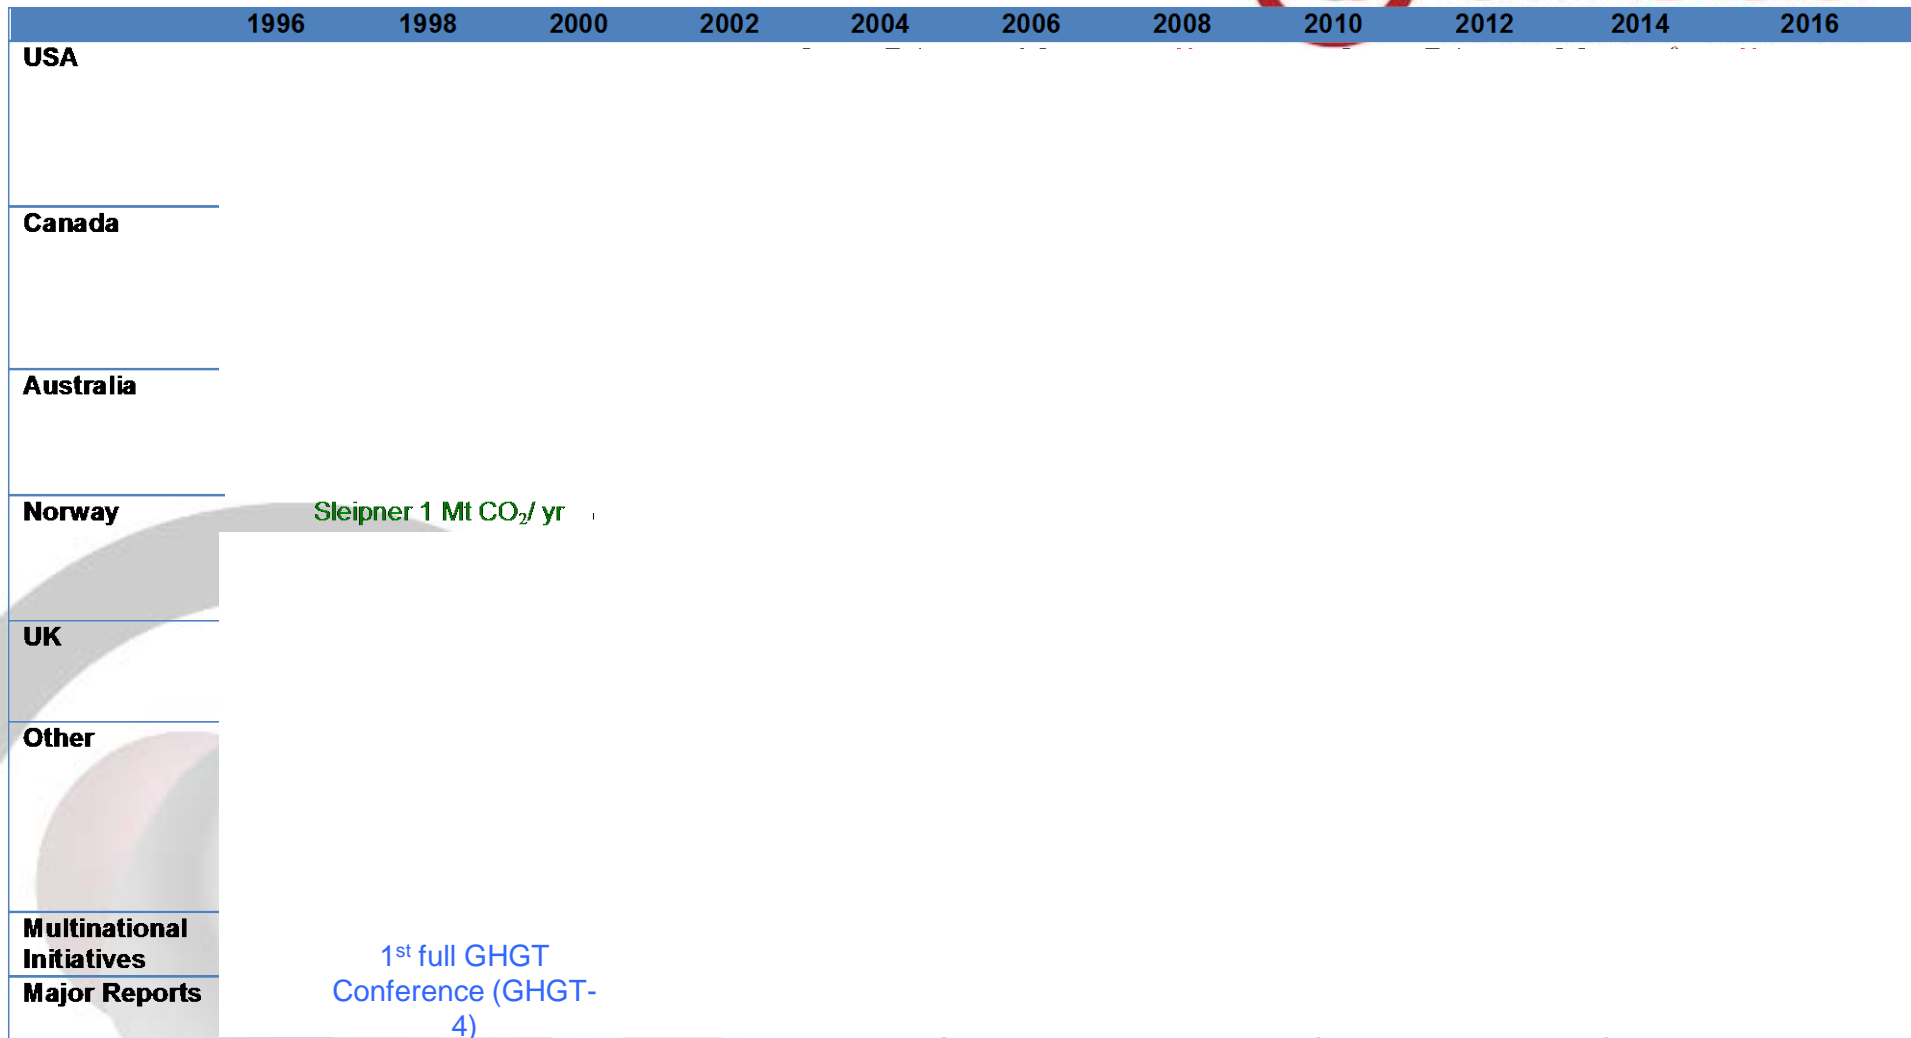 1996 1998 2000 2002 2004 2006 2008 2010 2012 2014 2016
USA
Canada
Australia
Norway Sleipner 1 Mt CO₂/ yr
UK
Other
Multinational
Initiatives
1st full GHGT
Major Reports
Conference (GHGT-
4)